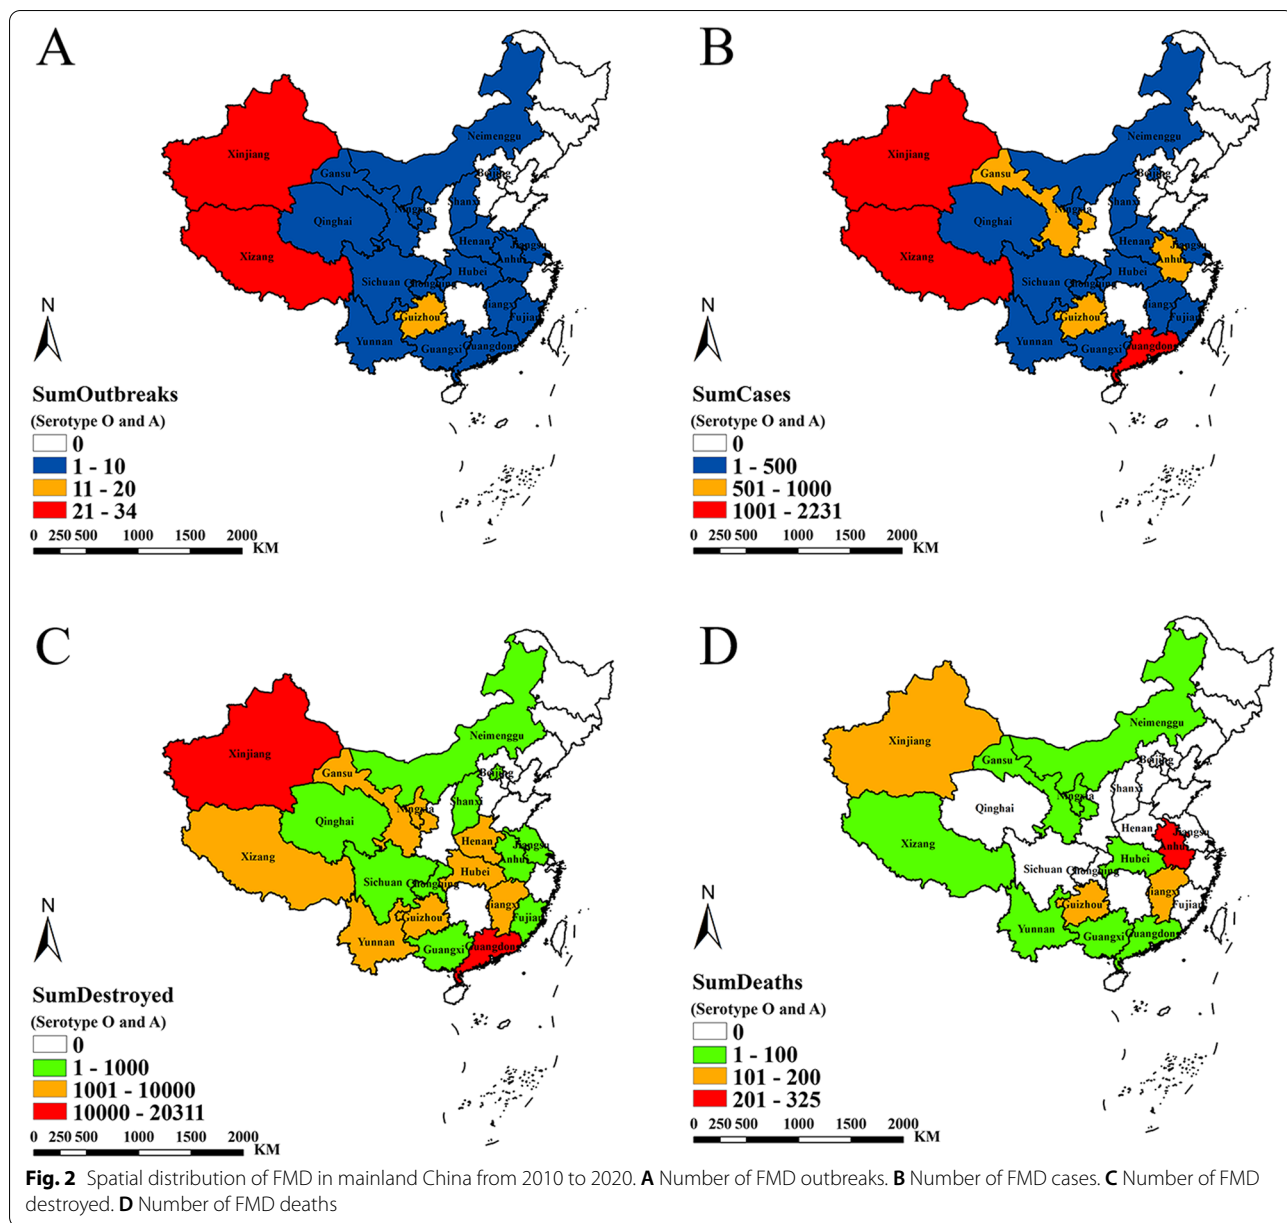 A
Xinjiang
Gansu
Neimenggu
Beijing
Qinghai
Ningxia
Shanxi
Xizang
Henan
Jiangsu
Anhui
Sichuan
Chongqing
Hubei
Guizhou
Jiangxi
Fujian
Yunnan
Guangxi
Guangdong
N
SumOutbreaks
(Serotype O and A)
0
1 - 10
11 - 20
21 - 34
0 250 500 1000 1500 2000
KM
B
Xinjiang
Gansu
Neimenggu
Beijing
Qinghai
Ningxia
Shanxi
Xizang
Henan
Jiangsu
Anhui
Sichuan
Chongqing
Hubei
Guizhou
Jiangxi
Fujian
Yunnan
Guangxi
Guangdong
N
SumCases
(Serotype O and A)
0
1 - 500
501 - 1000
1001 - 2231
0 250 500 1000 1500 2000
KM
C
Xinjiang
Gansu
Neimenggu
Beijing
Qinghai
Ningxia
Shanxi
Xizang
Henan
Jiangsu
Anhui
Sichuan
Chongqing
Hubei
Guizhou
Jiangxi
Fujian
Yunnan
Guangxi
Guangdong
N
SumDestroyed
(Serotype O and A)
0
1 - 1000
1001 - 10000
10000 - 20311
0 250 500 1000 1500 2000
KM
D
Xinjiang
Gansu
Neimenggu
Beijing
Qinghai
Ningxia
Shanxi
Xizang
Henan
Jiangsu
Anhui
Sichuan
Chongqing
Hubei
Guizhou
Jiangxi
Fujian
Yunnan
Guangxi
Guangdong
N
SumDeaths
(Serotype O and A)
0
1 - 100
101 - 200
201 - 325
0 250 500 1000 1500 2000
KM
Fig. 2 Spatial distribution of FMD in mainland China from 2010 to 2020. A Number of FMD outbreaks. B Number of FMD cases. C Number of FMD
destroyed. D Number of FMD deaths